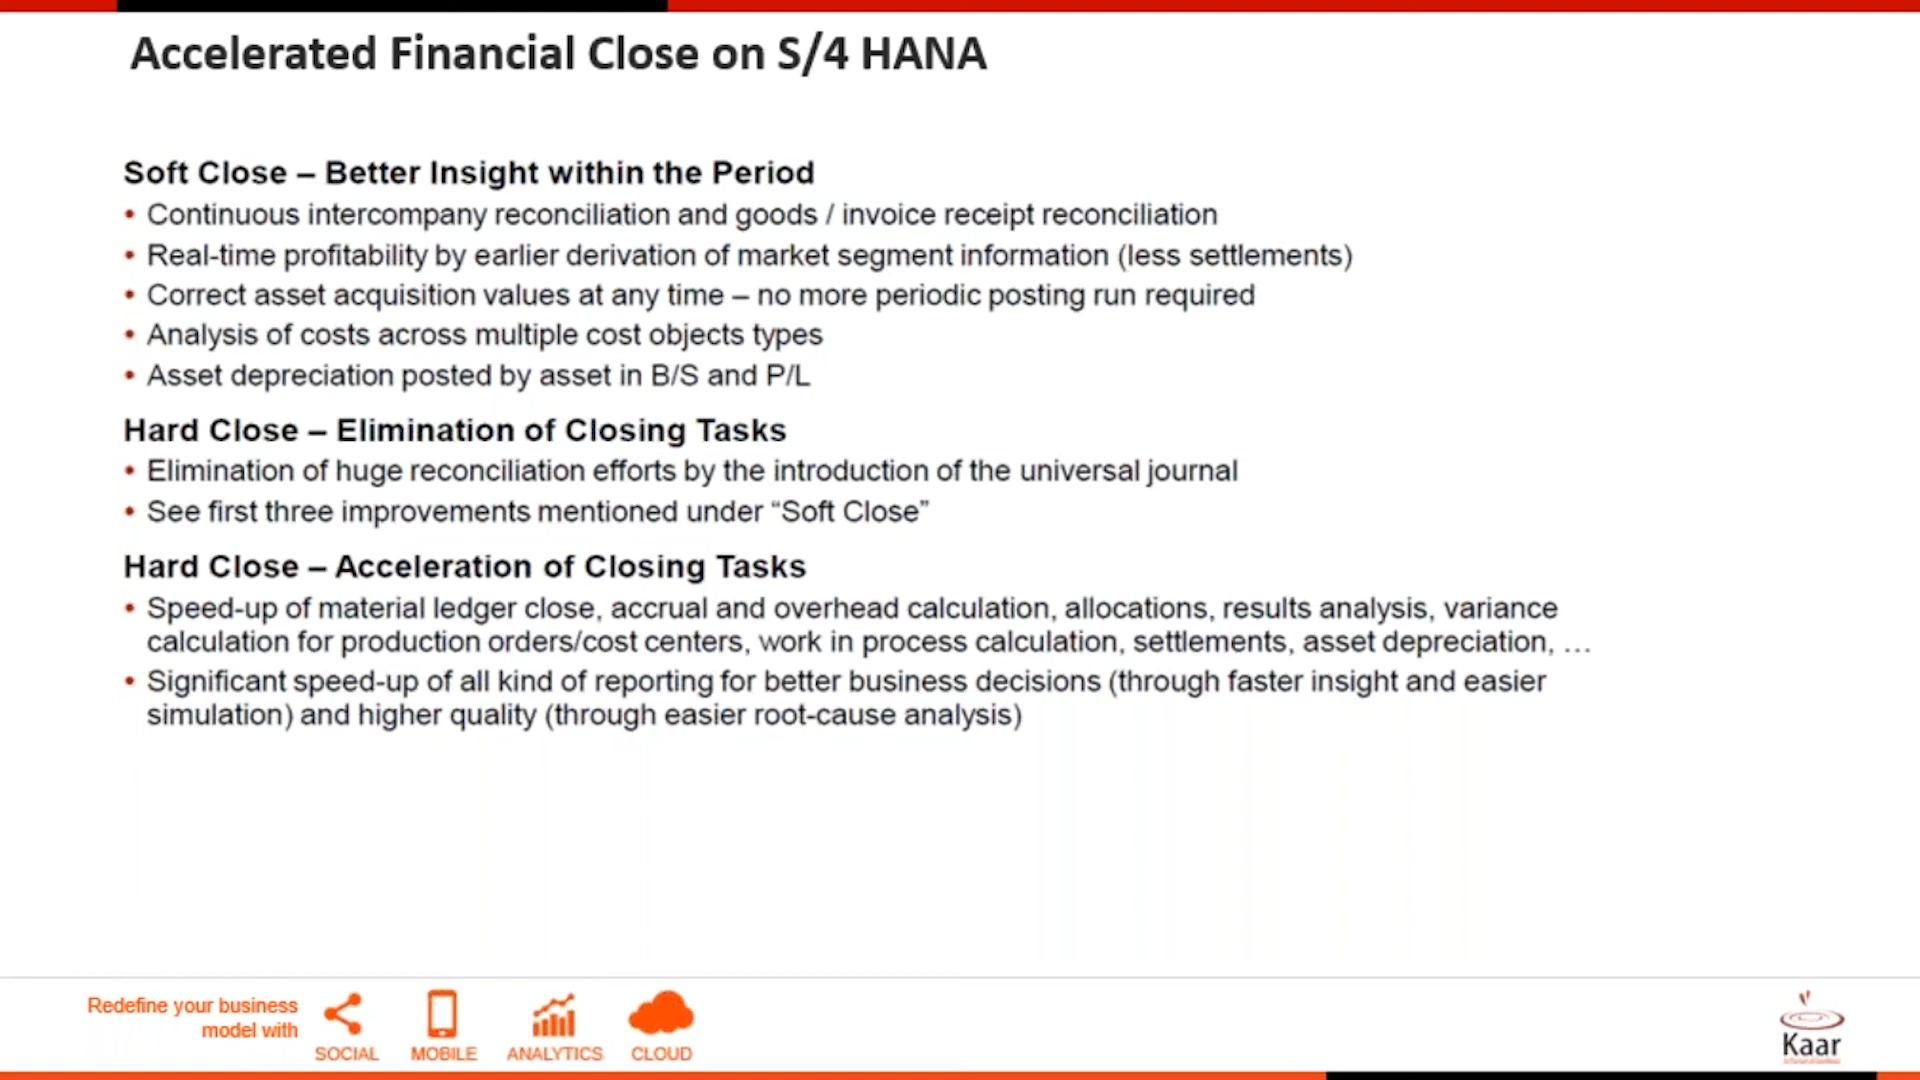 Accelerated Financial Close on S/4 HANA
Soft Close – Better Insight within the Period
• Continuous intercompany reconciliation and goods / invoice receipt reconciliation
• Real-time profitability by earlier derivation of market segment information (less settlements)
• Correct asset acquisition values at any time – no more periodic posting run required
• Analysis of costs across multiple cost objects types
• Asset depreciation posted by asset in B/S and P/L
Hard Close – Elimination of Closing Tasks
• Elimination of huge reconciliation efforts by the introduction of the universal journal
• See first three improvements mentioned under “Soft Close”
Hard Close – Acceleration of Closing Tasks
• Speed-up of material ledger close, accrual and overhead calculation, allocations, results analysis, variance
calculation for production orders/cost centers, work in process calculation, settlements, asset depreciation, …
• Significant speed-up of all kind of reporting for better business decisions (through faster insight and easier
simulation) and higher quality (through easier root-cause analysis)
Redefine your business
model with
SOCIAL MOBILE ANALYTICS CLOUD
Kaar